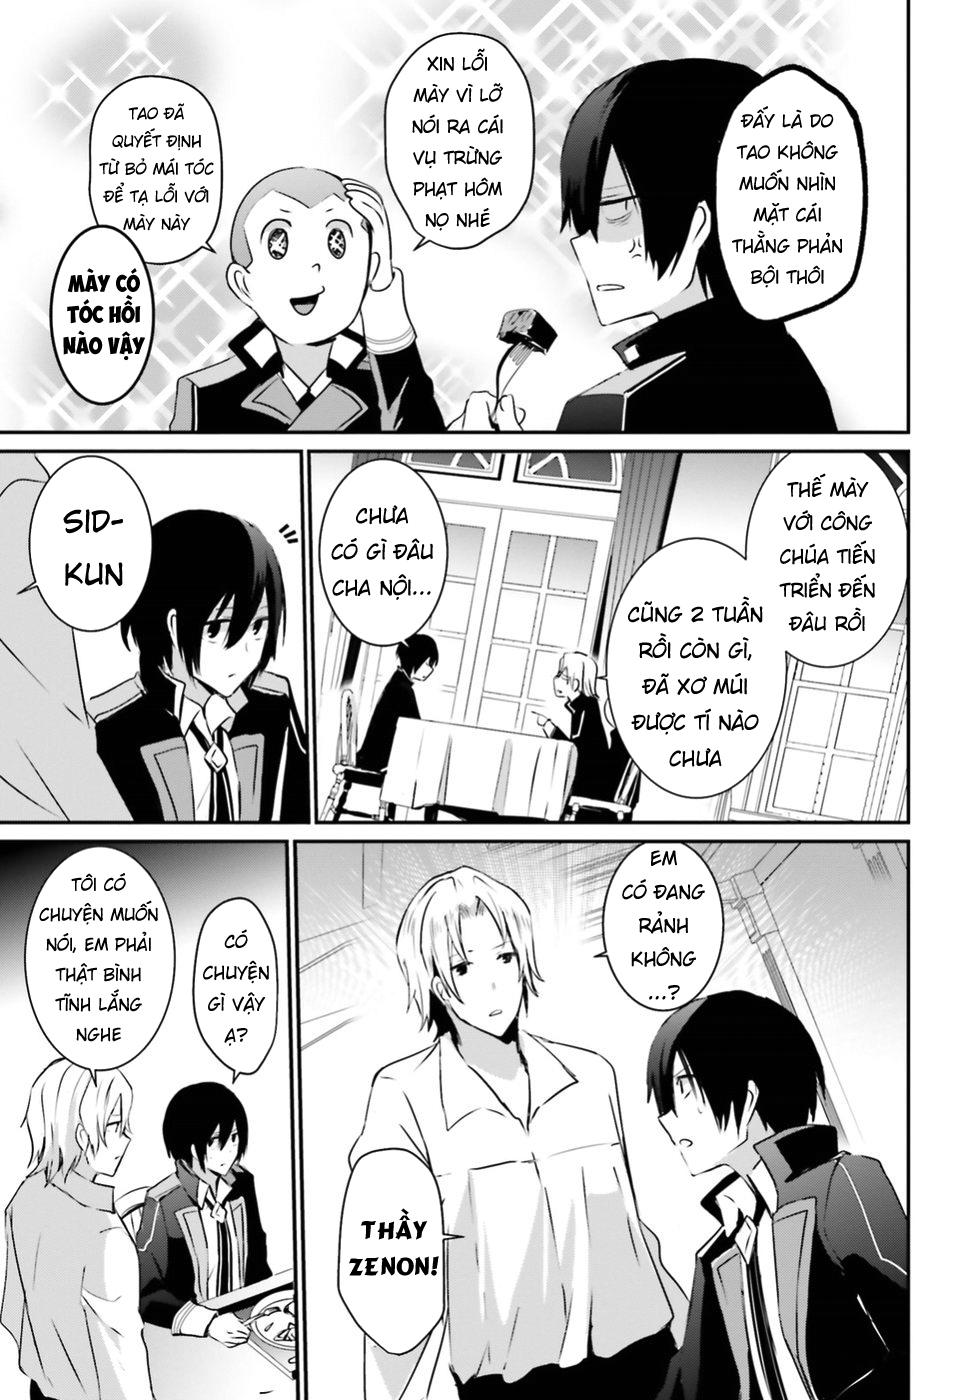 ĐẤY LÀ DO
TAO KHÔNG
MUỐN NHÌN
MẶT CÁI
THẰNG PHẢN
BỘI THÔI
XIN LỖI
MÀY VÌ LỠ
NÓI RA CÁI
VỤ TRỪNG
PHẠT HÔM
NỌ NHÉ
TAO ĐÃ
QUYẾT ĐỊNH
TỪ BỎ MÁI TÓC
ĐỂ TẠ LỖI VỚI
MÀY NÀY
MÀY CÓ
TÓC HỒI
NÀO VẬY
THẾ MÀY
VỚI CÔNG
CHÚA TIẾN
TRIỂN ĐẾN
ĐÂU RỒI
CŨNG 2 TUẦN
RỒI CÒN GÌ,
ĐÃ XƠ MÚI
ĐƯỢC TÍ NÀO
CHƯA
CHƯA
CÓ GÌ ĐÂU
CHA NỘI...
SID-
KUN
EM
CÓ ĐANG
RẢNH
KHÔNG
...?
THẦY
ZENON!
CÓ
CHUYỆN
GÌ VẬY
Ạ?
TÔI CÓ
CHUYỆN MUỐN
NÓI, EM PHẢI
THẬT BÌNH
TĨNH LẮNG
NGHE